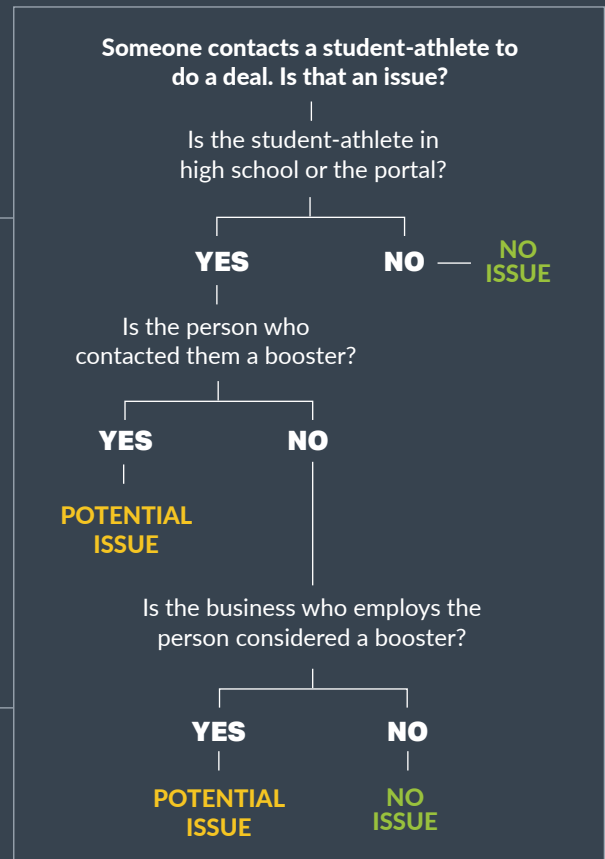 Someone contacts a student-athlete to
do a deal. Is that an issue?
Is the student-athlete in
high school or the portal?
YES
NO
NO
ISSUE
Is the person who
contacted them a booster?
YES
NO
POTENTIAL
ISSUE
Is the business who employs the
person considered a booster?
YES
NO
POTENTIAL
ISSUE
NO
ISSUE